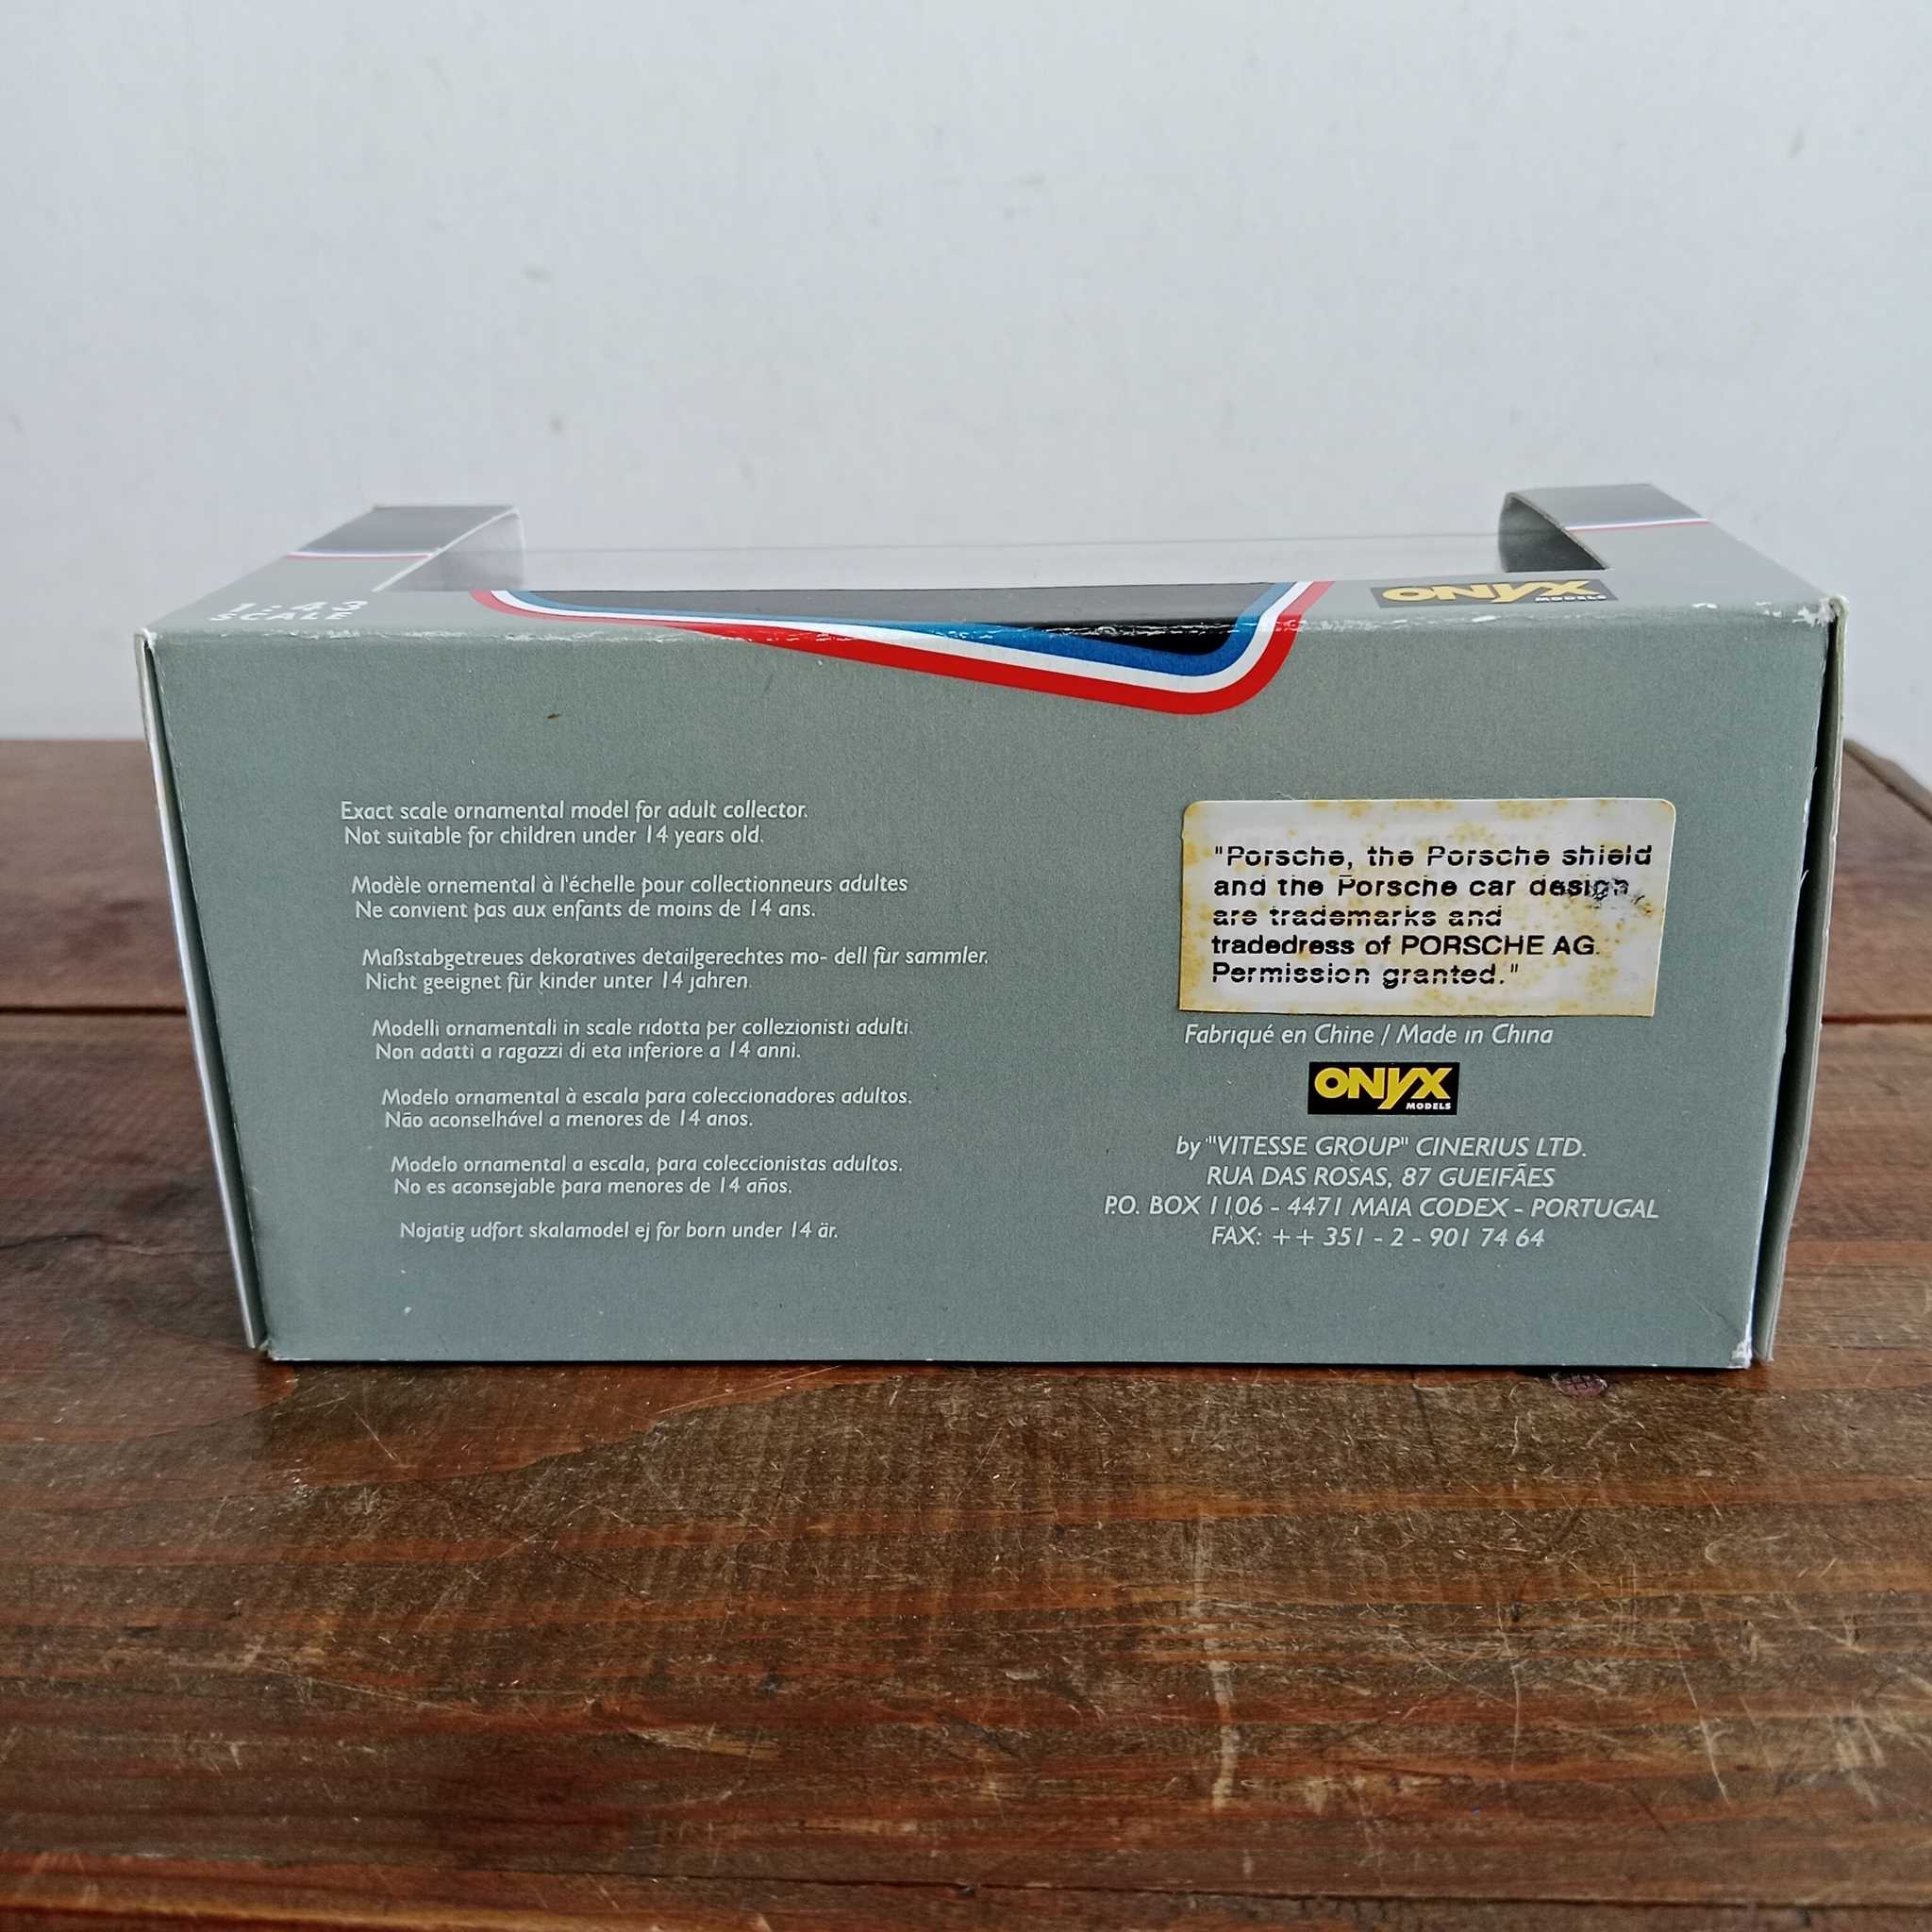 1:43
SCALE
ONYX
MODELS
Exact scale ornamental model for adult collector.
Not suitable for children under 14 years old.
Modèle ornemental à l'échelle pour collectionneurs adultes
Ne convient pas aux enfants de moins de 14 ans.
Maßstabgetreues dekoratives detailgerechtes mo- dell für sammler.
Nicht geeignet für kinder unter 14 jahren.
Modelli ornamentali in scale ridotta per collezionisti adulti.
Non adatti a ragazzi di eta inferiore a 14 anni.
Modelo ornamental à escala para coleccionadores adultos.
Não aconselhável a menores de 14 anos.
Modelo ornamental a escala, para coleccionistas adultos.
No es aconsejable para menores de 14 años.
Nojatig udfort skalamodel ej for born under 14 är.
"Porsche, the Porsche shield
and the Porsche car design
are trademarks and
tradedress of PORSCHE AG.
Permission granted."
Fabriqué en Chine / Made in China
ONYX
MODELS
by "VITESSE GROUP" CINERIUS LTD.
RUA DAS ROSAS, 87 GUEIFÃES
P.O. BOX 1106 - 4471 MAIA CODEX - PORTUGAL
FAX: ++ 351 - 2 - 901 74 64